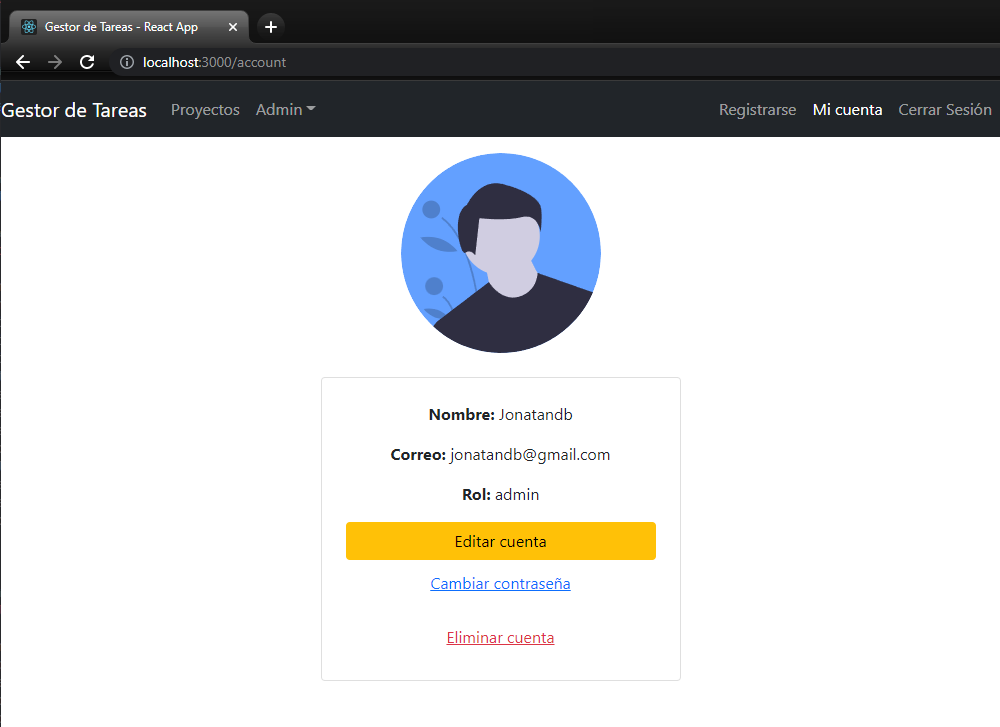 Gestor de Tareas - React App
localhost:3000/account
Gestor de Tareas Proyectos Admin Registrarse Mi cuenta Cerrar Sesión
Nombre: Jonatandb
Correo: jonatandb@gmail.com
Rol: admin
Editar cuenta
Cambiar contraseña
Eliminar cuenta